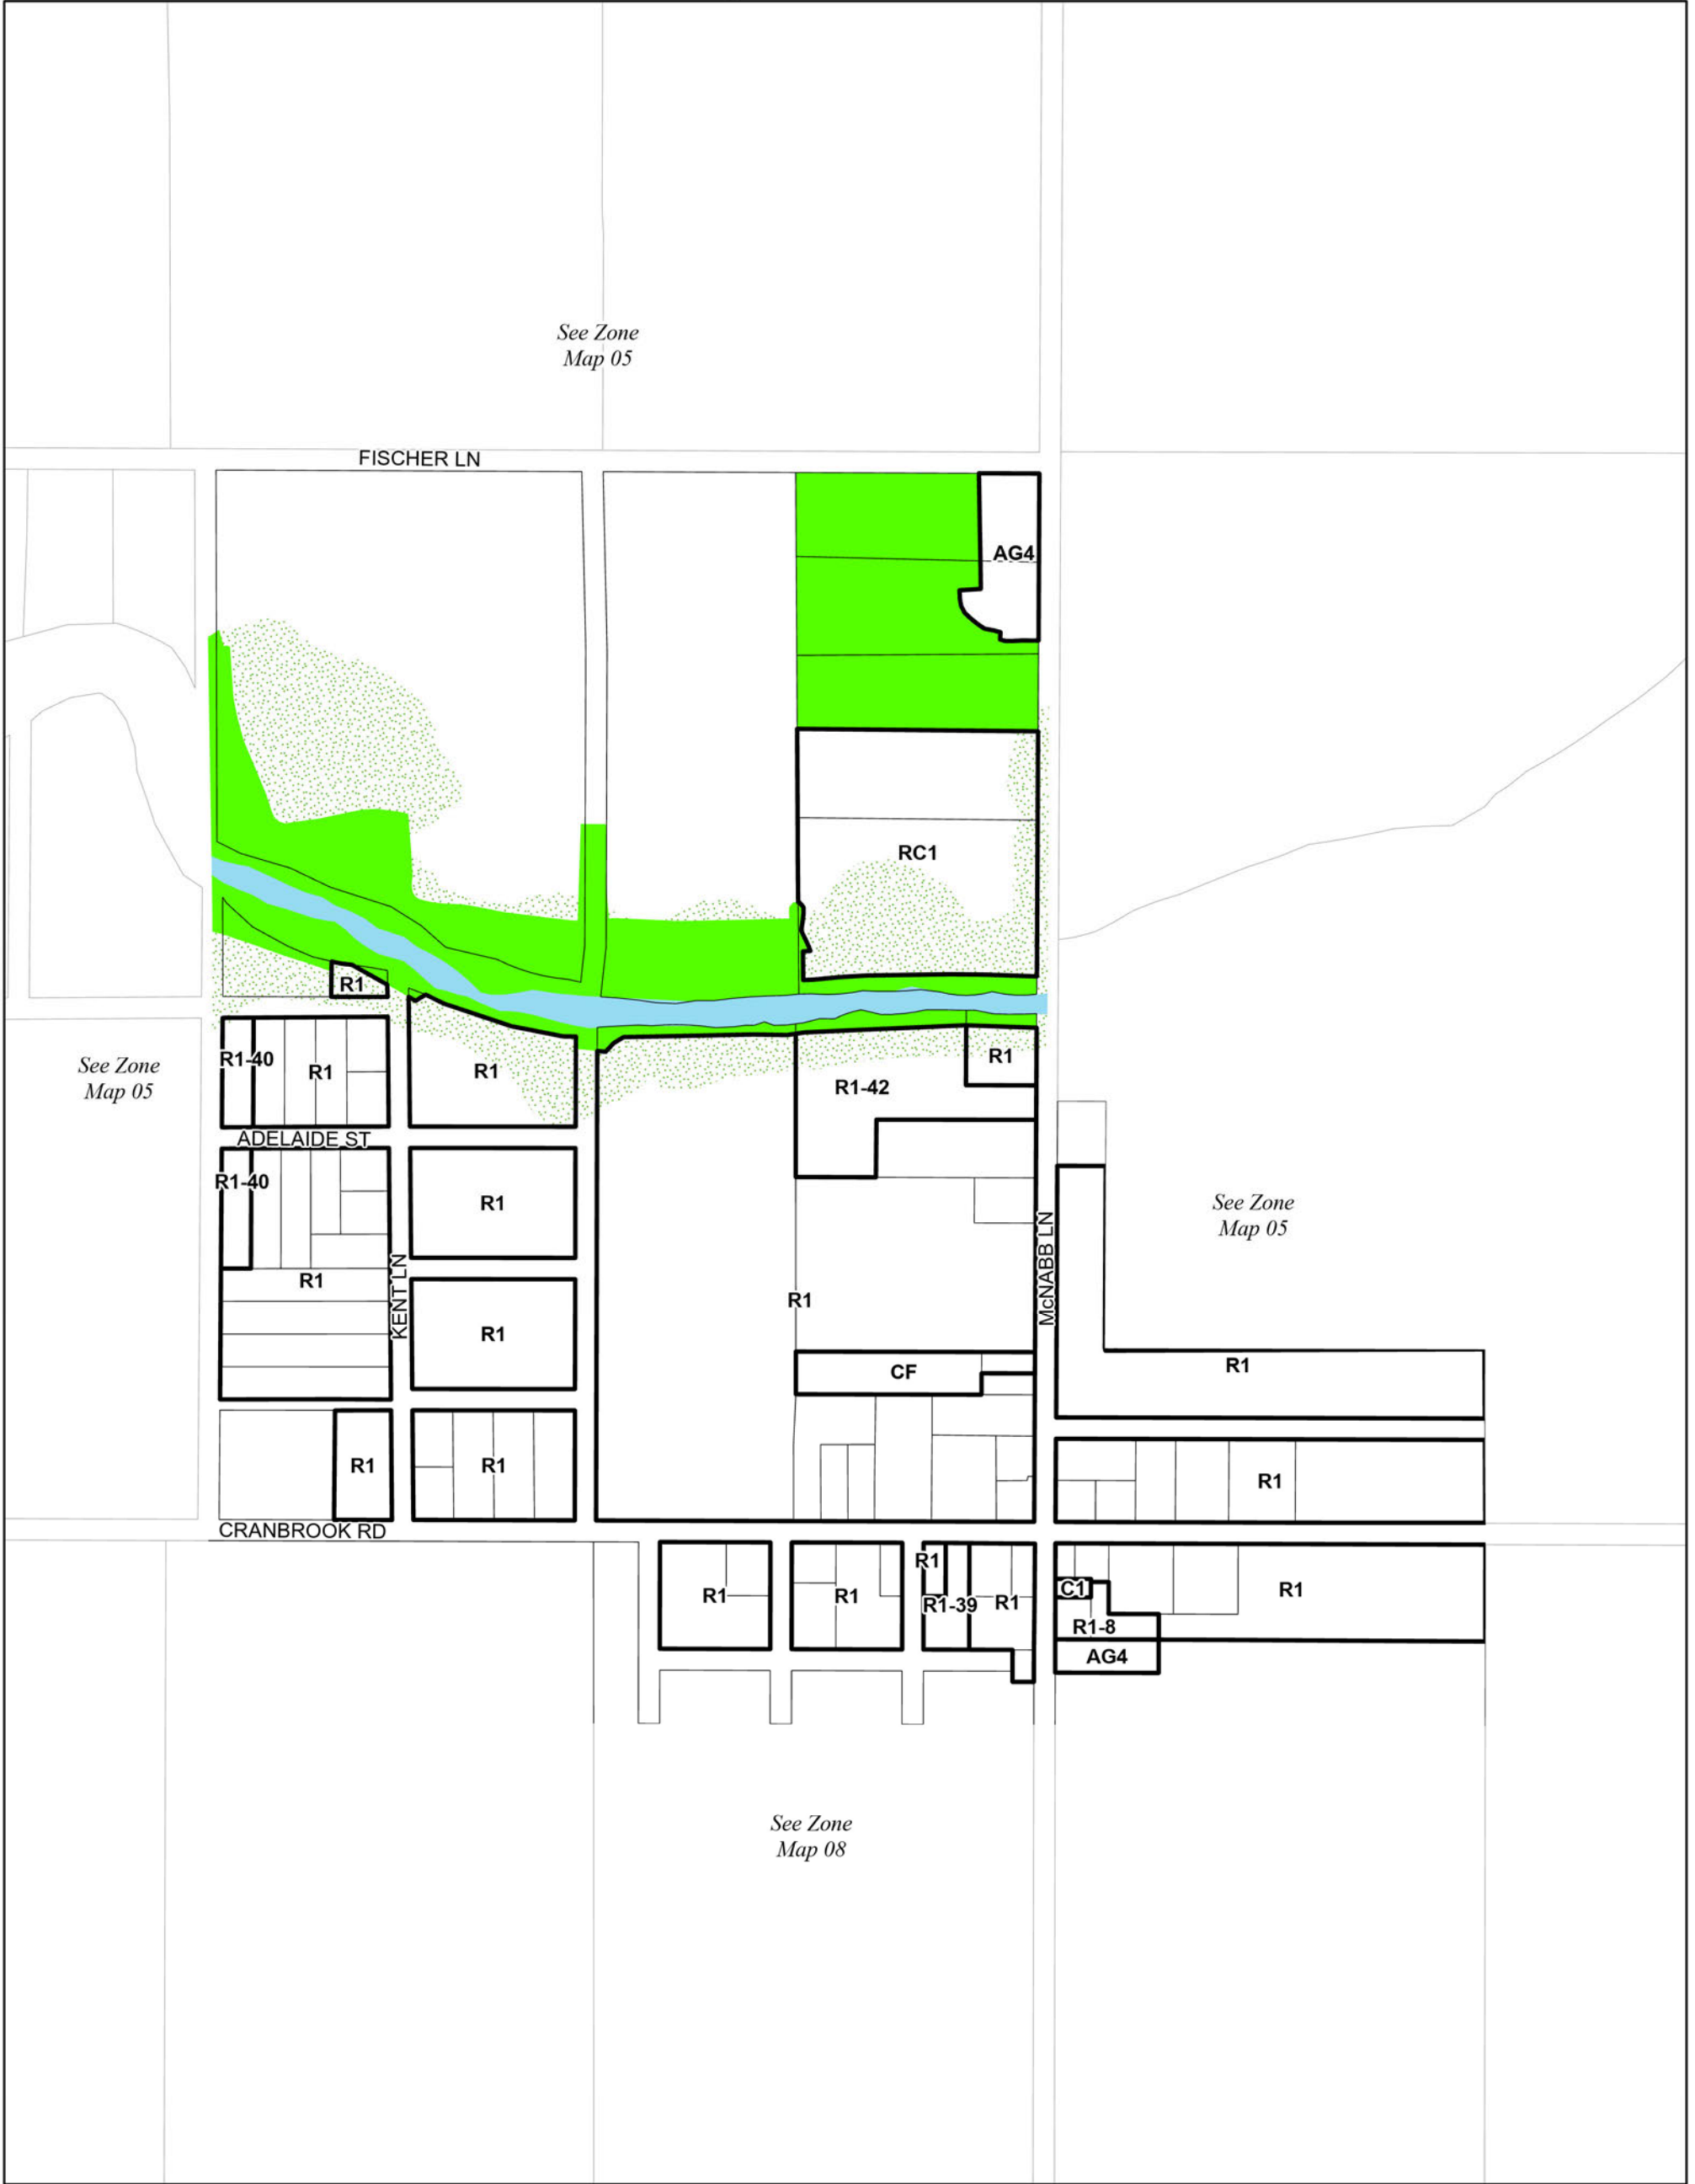 See Zone
Map 05
FISCHER LN
AG4
RC1
R1
R1-40
R1
R1
R1-42
R1
See Zone
Map 05
ADELAIDE ST
R1-40
R1
R1
KENT LN
R1
R1
McNABB LN
See Zone
Map 05
CF
R1
R1
R1
R1
CRANBROOK RD
R1
R1
R1
R1-39
R1
C1
R1
R1-8
AG4
See Zone
Map 08